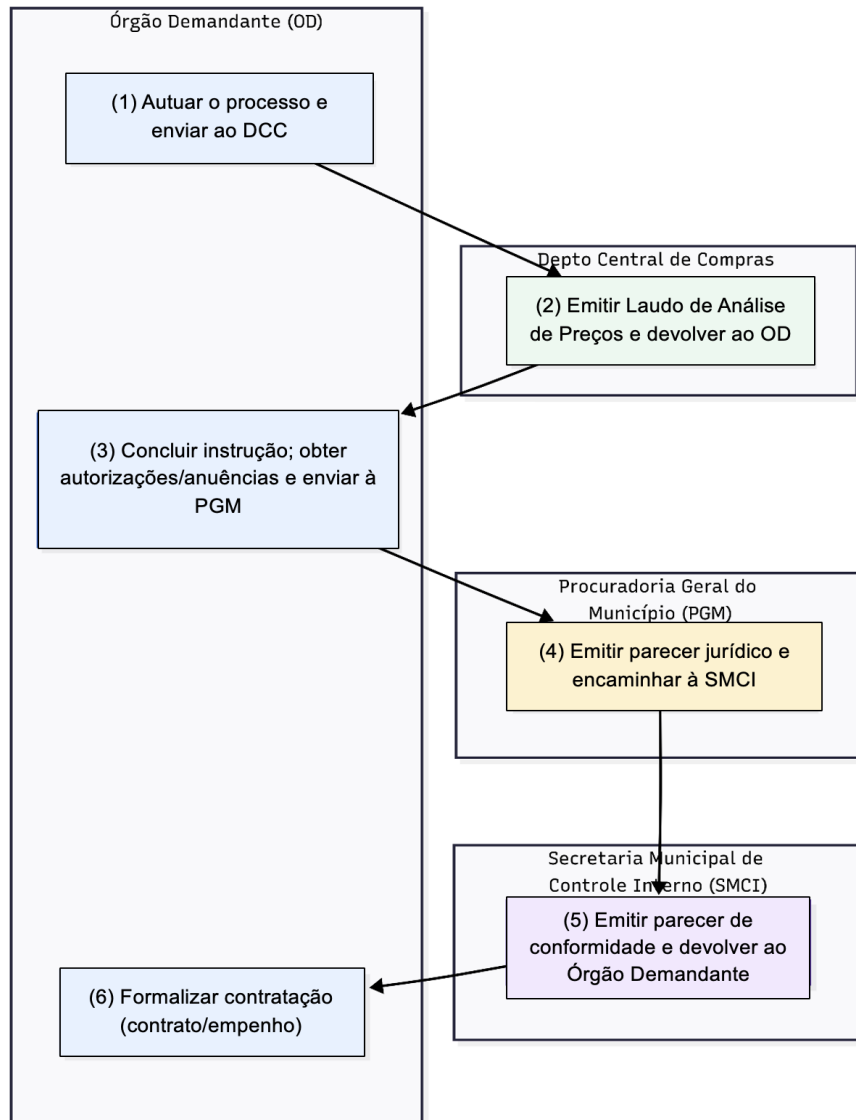 Órgão Demandante (OD)
(1) Autuar o processo e
enviar ao DCC
Depto Central de Compras
(2) Emitir Laudo de Análise
de Preços e devolver ao OD
(3) Concluir instrução; obter
autorizações/anuências e enviar à
PGM
Procuradoria Geral do
Município (PGM)
(4) Emitir parecer jurídico e
encaminhar à SMCI
Secretaria Municipal de
Controle Interno (SMCI)
(5) Emitir parecer de
conformidade e devolver ao
Órgão Demandante
(6) Formalizar contratação
(contrato/empenho)